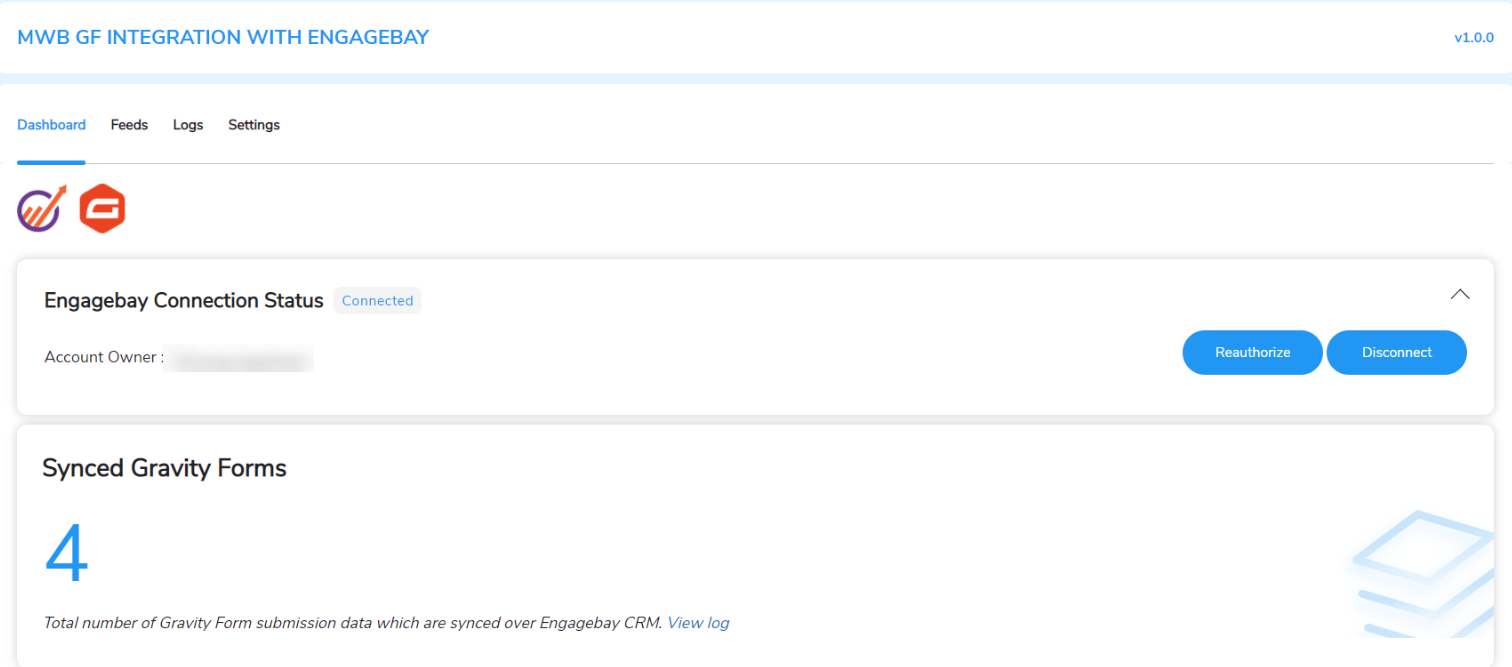 MWB GF INTEGRATION WITH ENGAGEBAY
v1.0.0
Dashboard Feeds Logs Settings
Engagebay Connection Status Connected
Account Owner :
Reauthorize Disconnect
Synced Gravity Forms
4
Total number of Gravity Form submission data which are synced over Engagebay CRM. View log